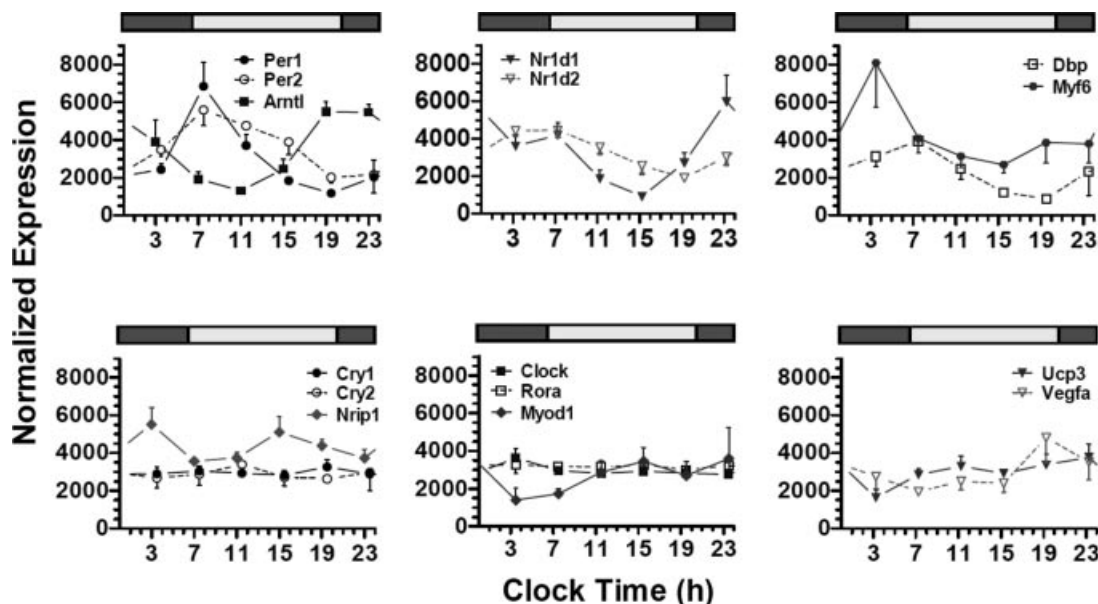 Normalized Expression
8000
6000
4000
2000
0
Per1
Per2
Arntl
3 7 11 15 19 23
8000
6000
4000
2000
0
Nr1d1
Nr1d2
3 7 11 15 19 23
8000
6000
4000
2000
0
Dbp
Myf6
3 7 11 15 19 23
8000
6000
4000
2000
0
Cry1
Cry2
Nrip1
3 7 11 15 19 23
8000
6000
4000
2000
0
Clock
Rora
Myod1
3 7 11 15 19 23
8000
6000
4000
2000
0
Ucp3
Vegfa
3 7 11 15 19 23
Clock Time (h)